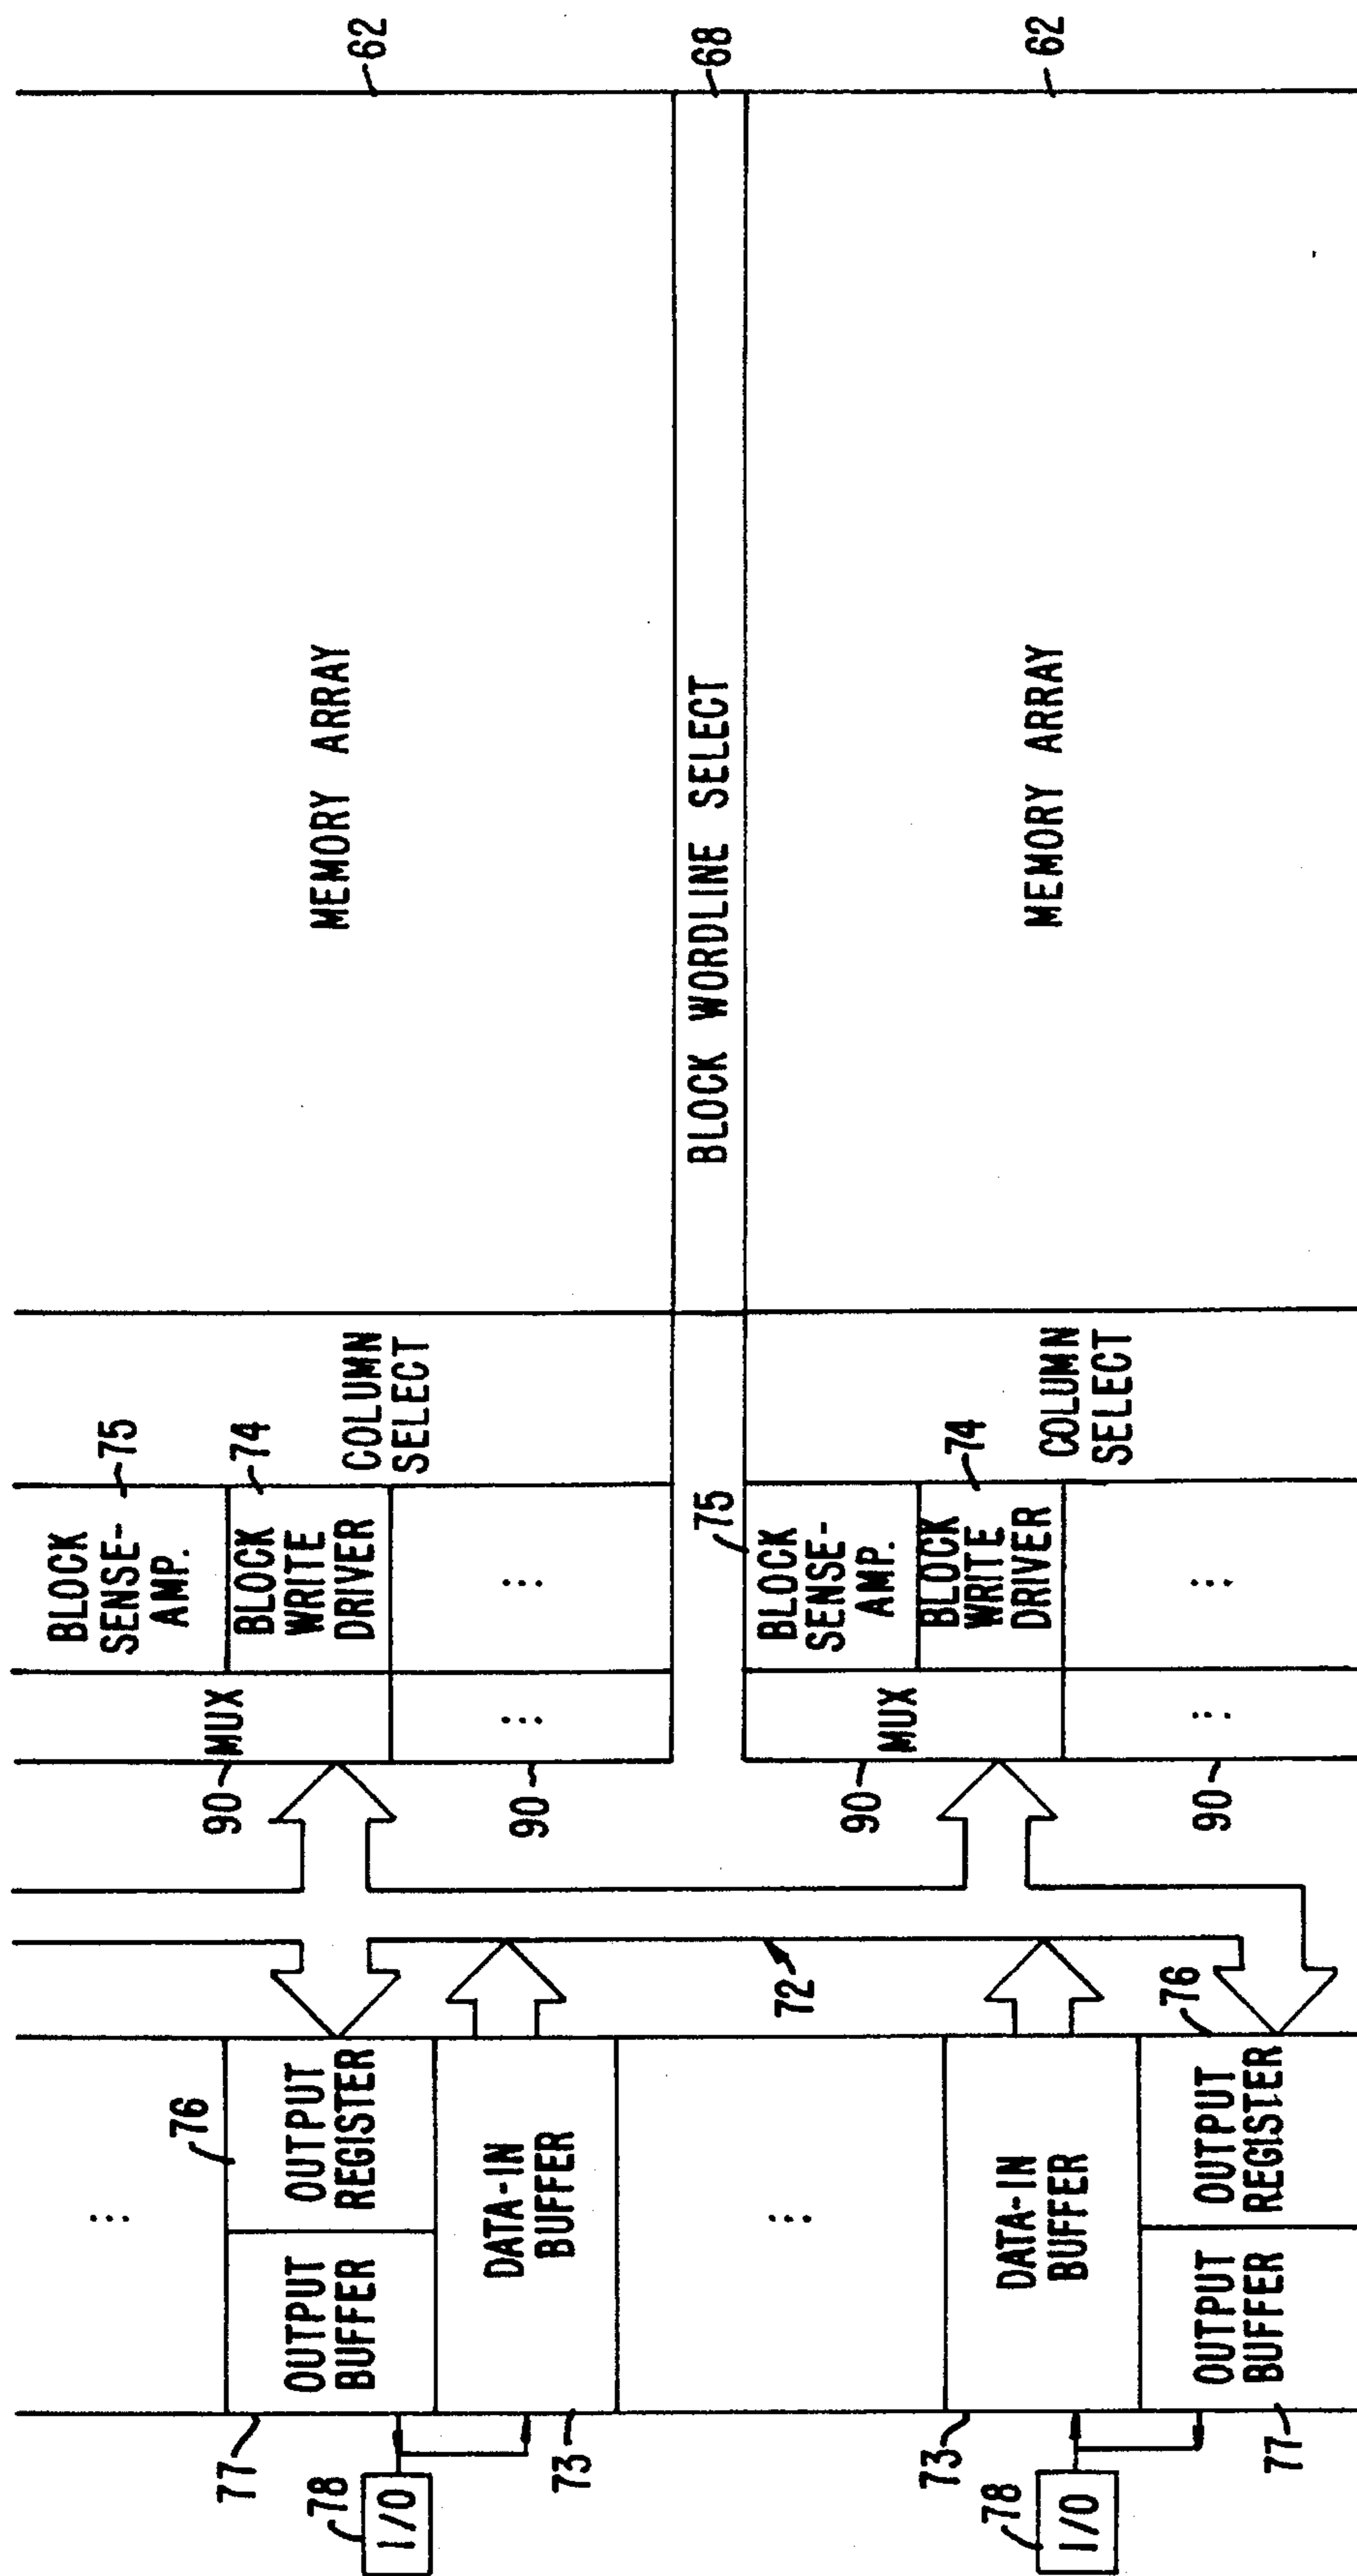 62
MEMORY ARRAY
68
BLOCK WORDLINE SELECT
62
MEMORY ARRAY
75
BLOCK
SENSE-
AMP.
74
BLOCK
WRITE
DRIVER
COLUMN
SELECT
MUX
90
⋮
⋮
90
75
BLOCK
SENSE-
AMP.
74
BLOCK
WRITE
DRIVER
COLUMN
SELECT
MUX
90
⋮
⋮
90
72
⋮
76
OUTPUT
REGISTER
OUTPUT
BUFFER
77
DATA-IN
BUFFER
73
78
I/O
⋮
DATA-IN
BUFFER
73
76
OUTPUT
REGISTER
OUTPUT
BUFFER
77
78
I/O